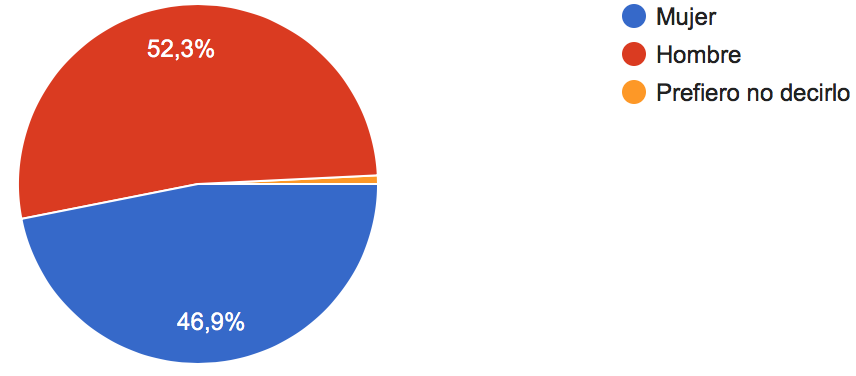 52,3%
46,9%
Mujer
Hombre
Prefiero no decirlo